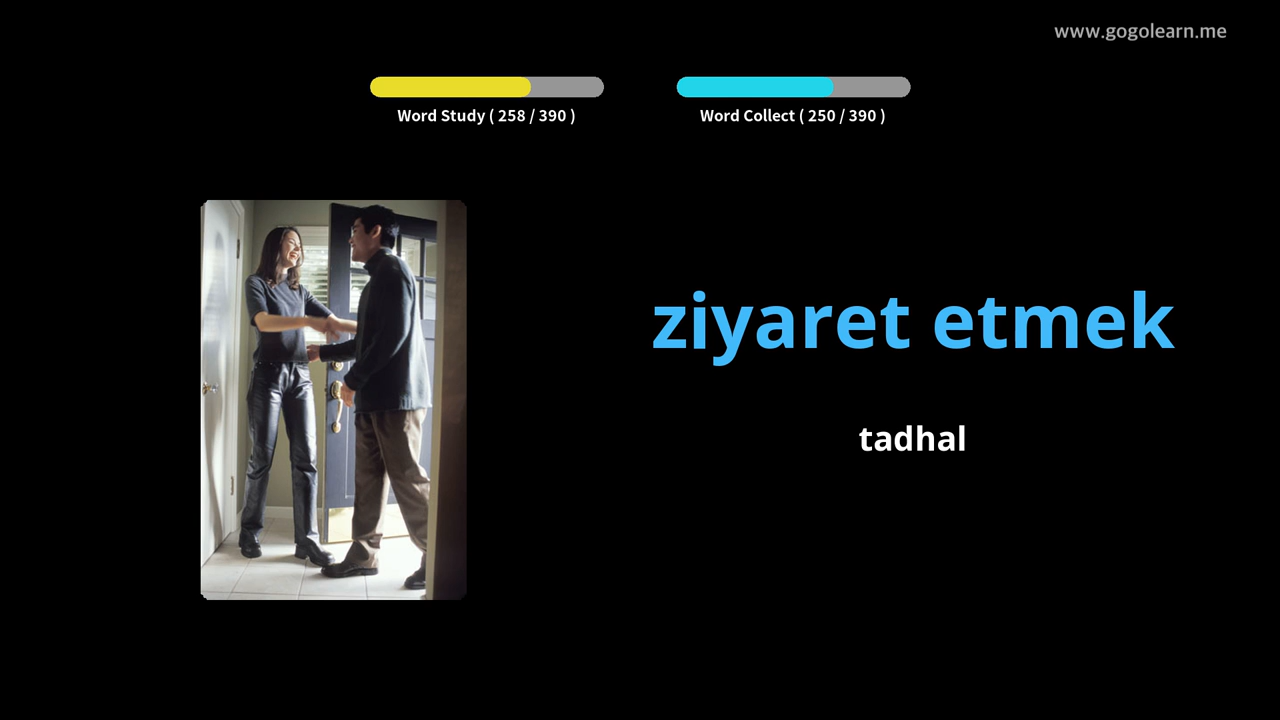 www.gogolearn.me
Word Study ( 258 / 390 )
Word Collect ( 250 / 390 )
ziyaret etmek
tadhal